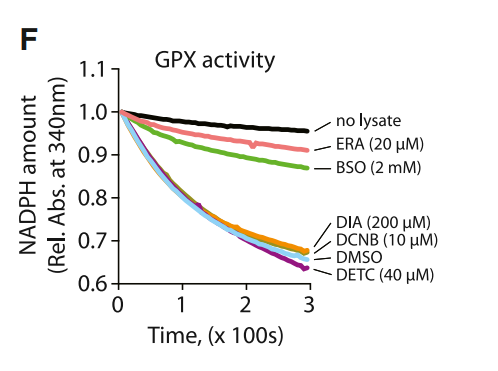 F
GPX activity
NADPH amount
(Rel. Abs. at 340nm)
1.1
1.0
0.9
0.8
0.7
0.6
0
1
2
3
Time, (x 100s)
no lysate
ERA (20 μM)
BSO (2 mM)
DIA (200 μM)
DCNB (10 μM)
DMSO
DETC (40 μM)